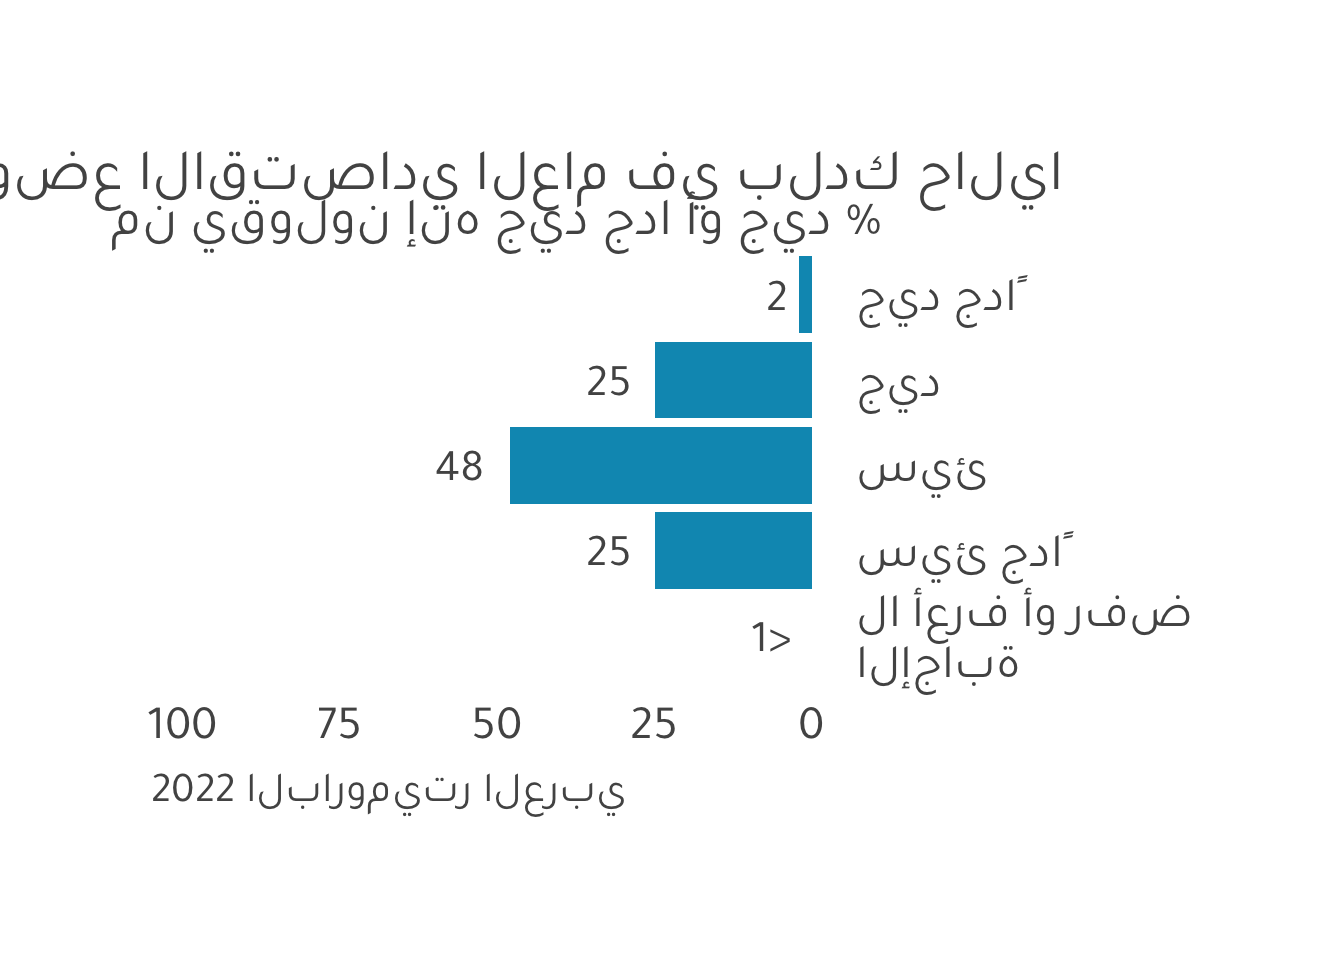 وضع الاقتصادي العام في بلدك حاليا
من يقولون إنه جيد جدا أو جيد %
جيد جداً 2
جيد 25
سيئ 48
سيئ جداً 25
لا أعرف أو رفض
الإجابة <1
0 25 50 75 100
2022 الباروميتر العربي